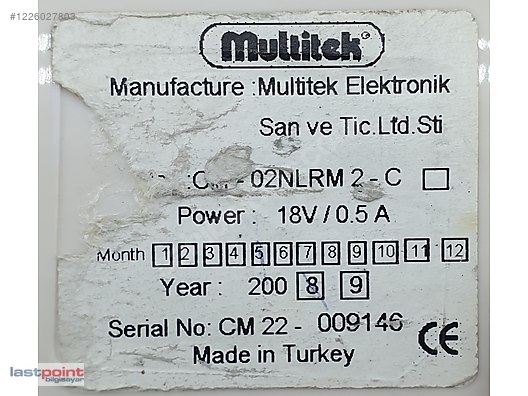 #1226027803
Multitek®
Manufacture :Multitek Elektronik
San ve Tic.Ltd.Sti
- 02NLRM 2 - C
Power : 18V / 0.5 A
Month 1 2 3 4 5 6 7 8 9 10 11 12
Year : 200 8 9
Serial No: CM 22 - 009146
CE
Made in Turkey
lastpoint
bilgisayar